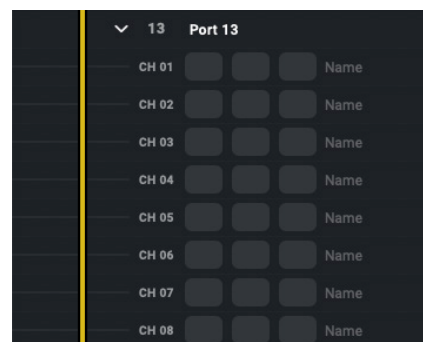 13 Port 13
CH 01 Name
CH 02 Name
CH 03 Name
CH 04 Name
CH 05 Name
CH 06 Name
CH 07 Name
CH 08 Name